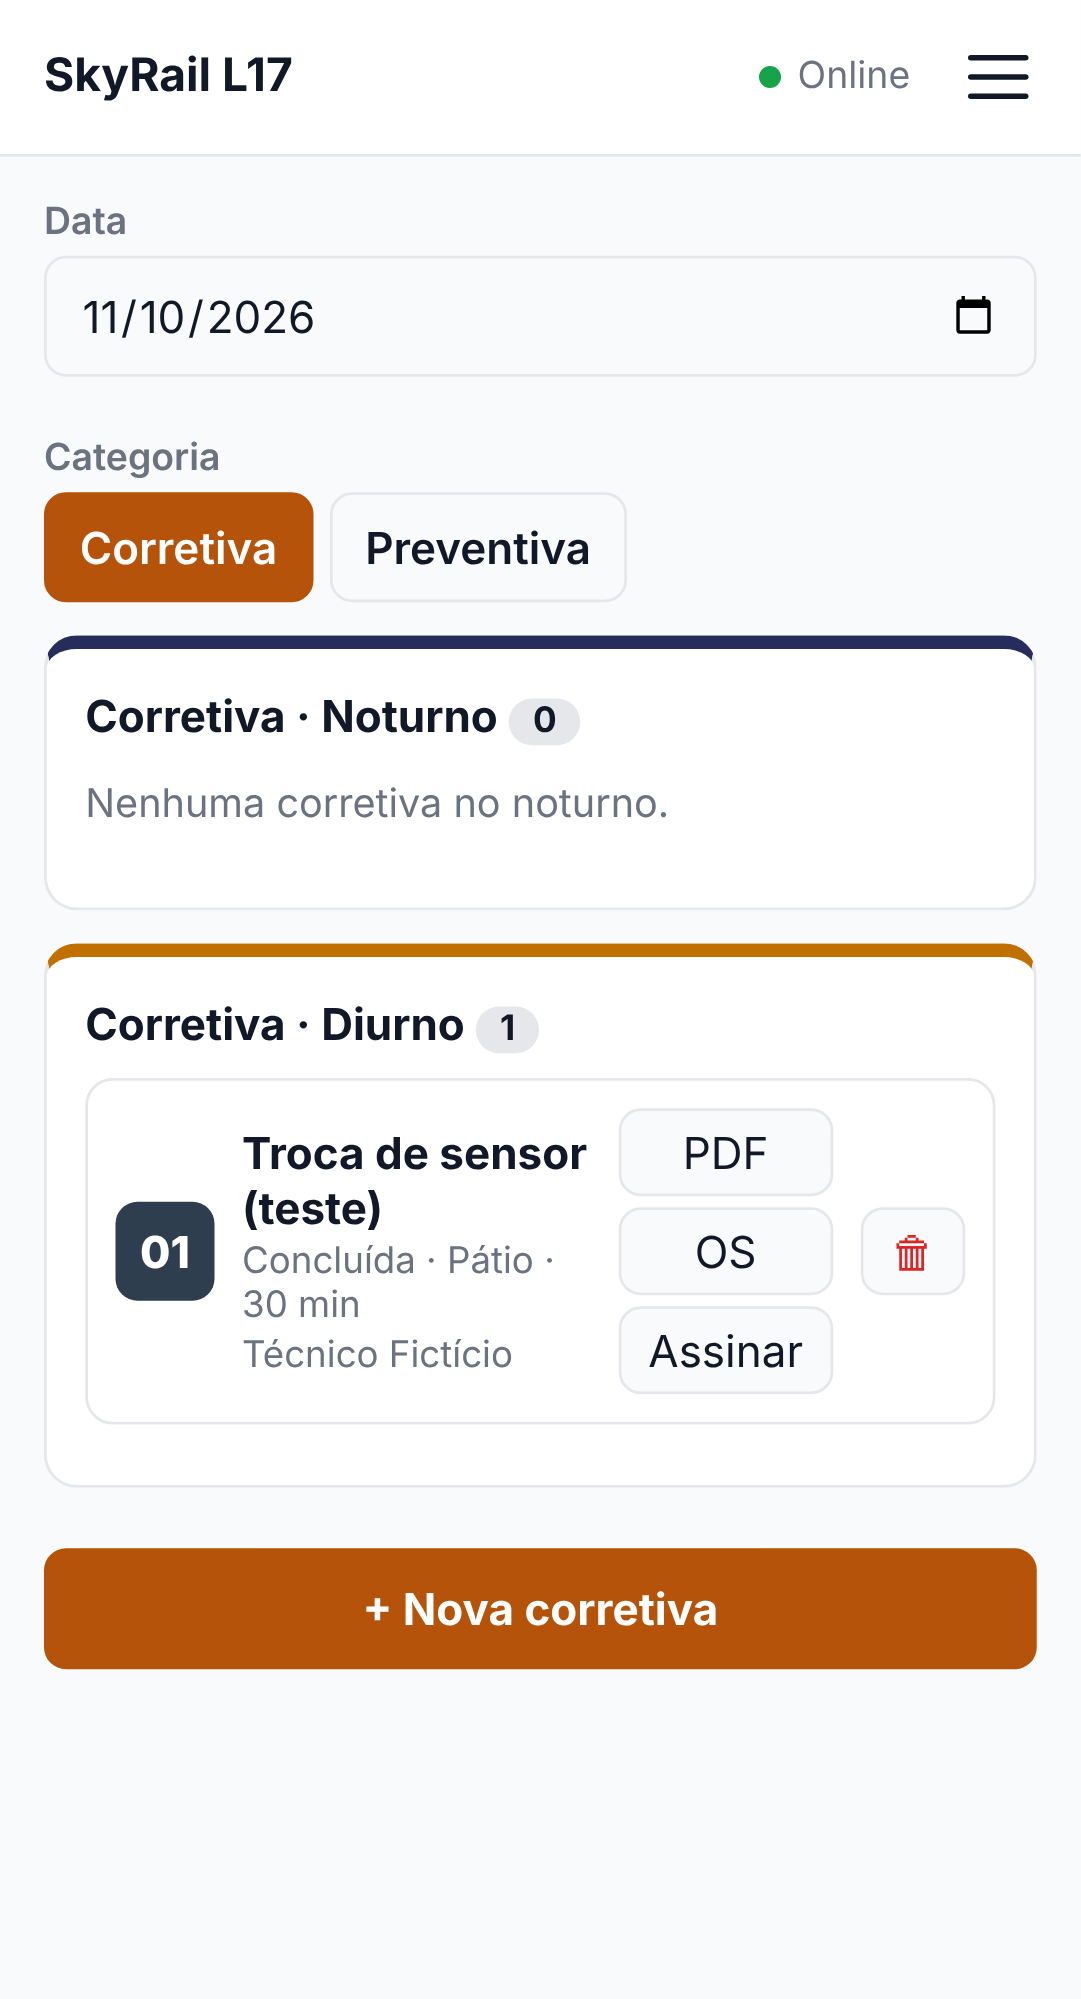 SkyRail L17
Online
Data
11/10/2026
Categoria
Corretiva
Preventiva
Corretiva · Noturno 0
Nenhuma corretiva no noturno.
Corretiva · Diurno 1
01
Troca de sensor
(teste)
Concluída · Pátio ·
30 min
Técnico Fictício
PDF
OS
Assinar
+ Nova corretiva